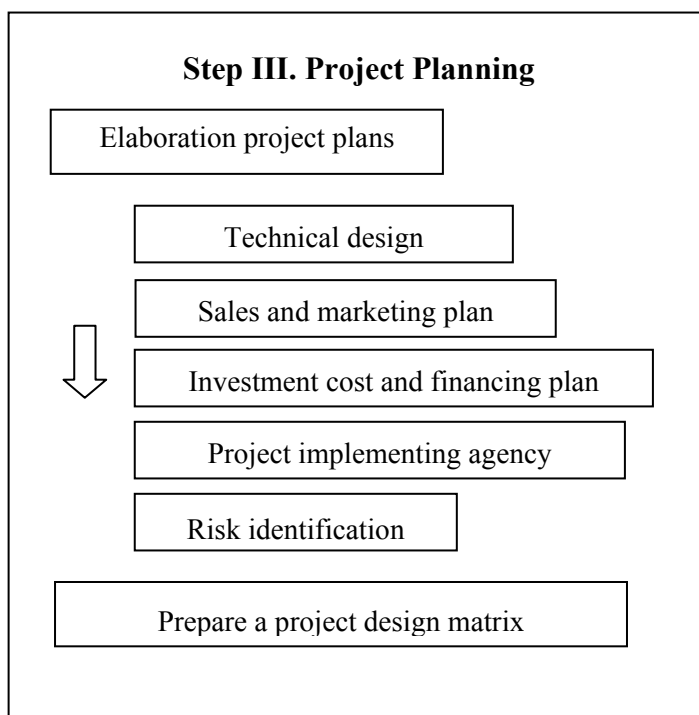 Step III. Project Planning
Elaboration project plans
Technical design
Sales and marketing plan
Investment cost and financing plan
Project implementing agency
Risk identification
Prepare a project design matrix